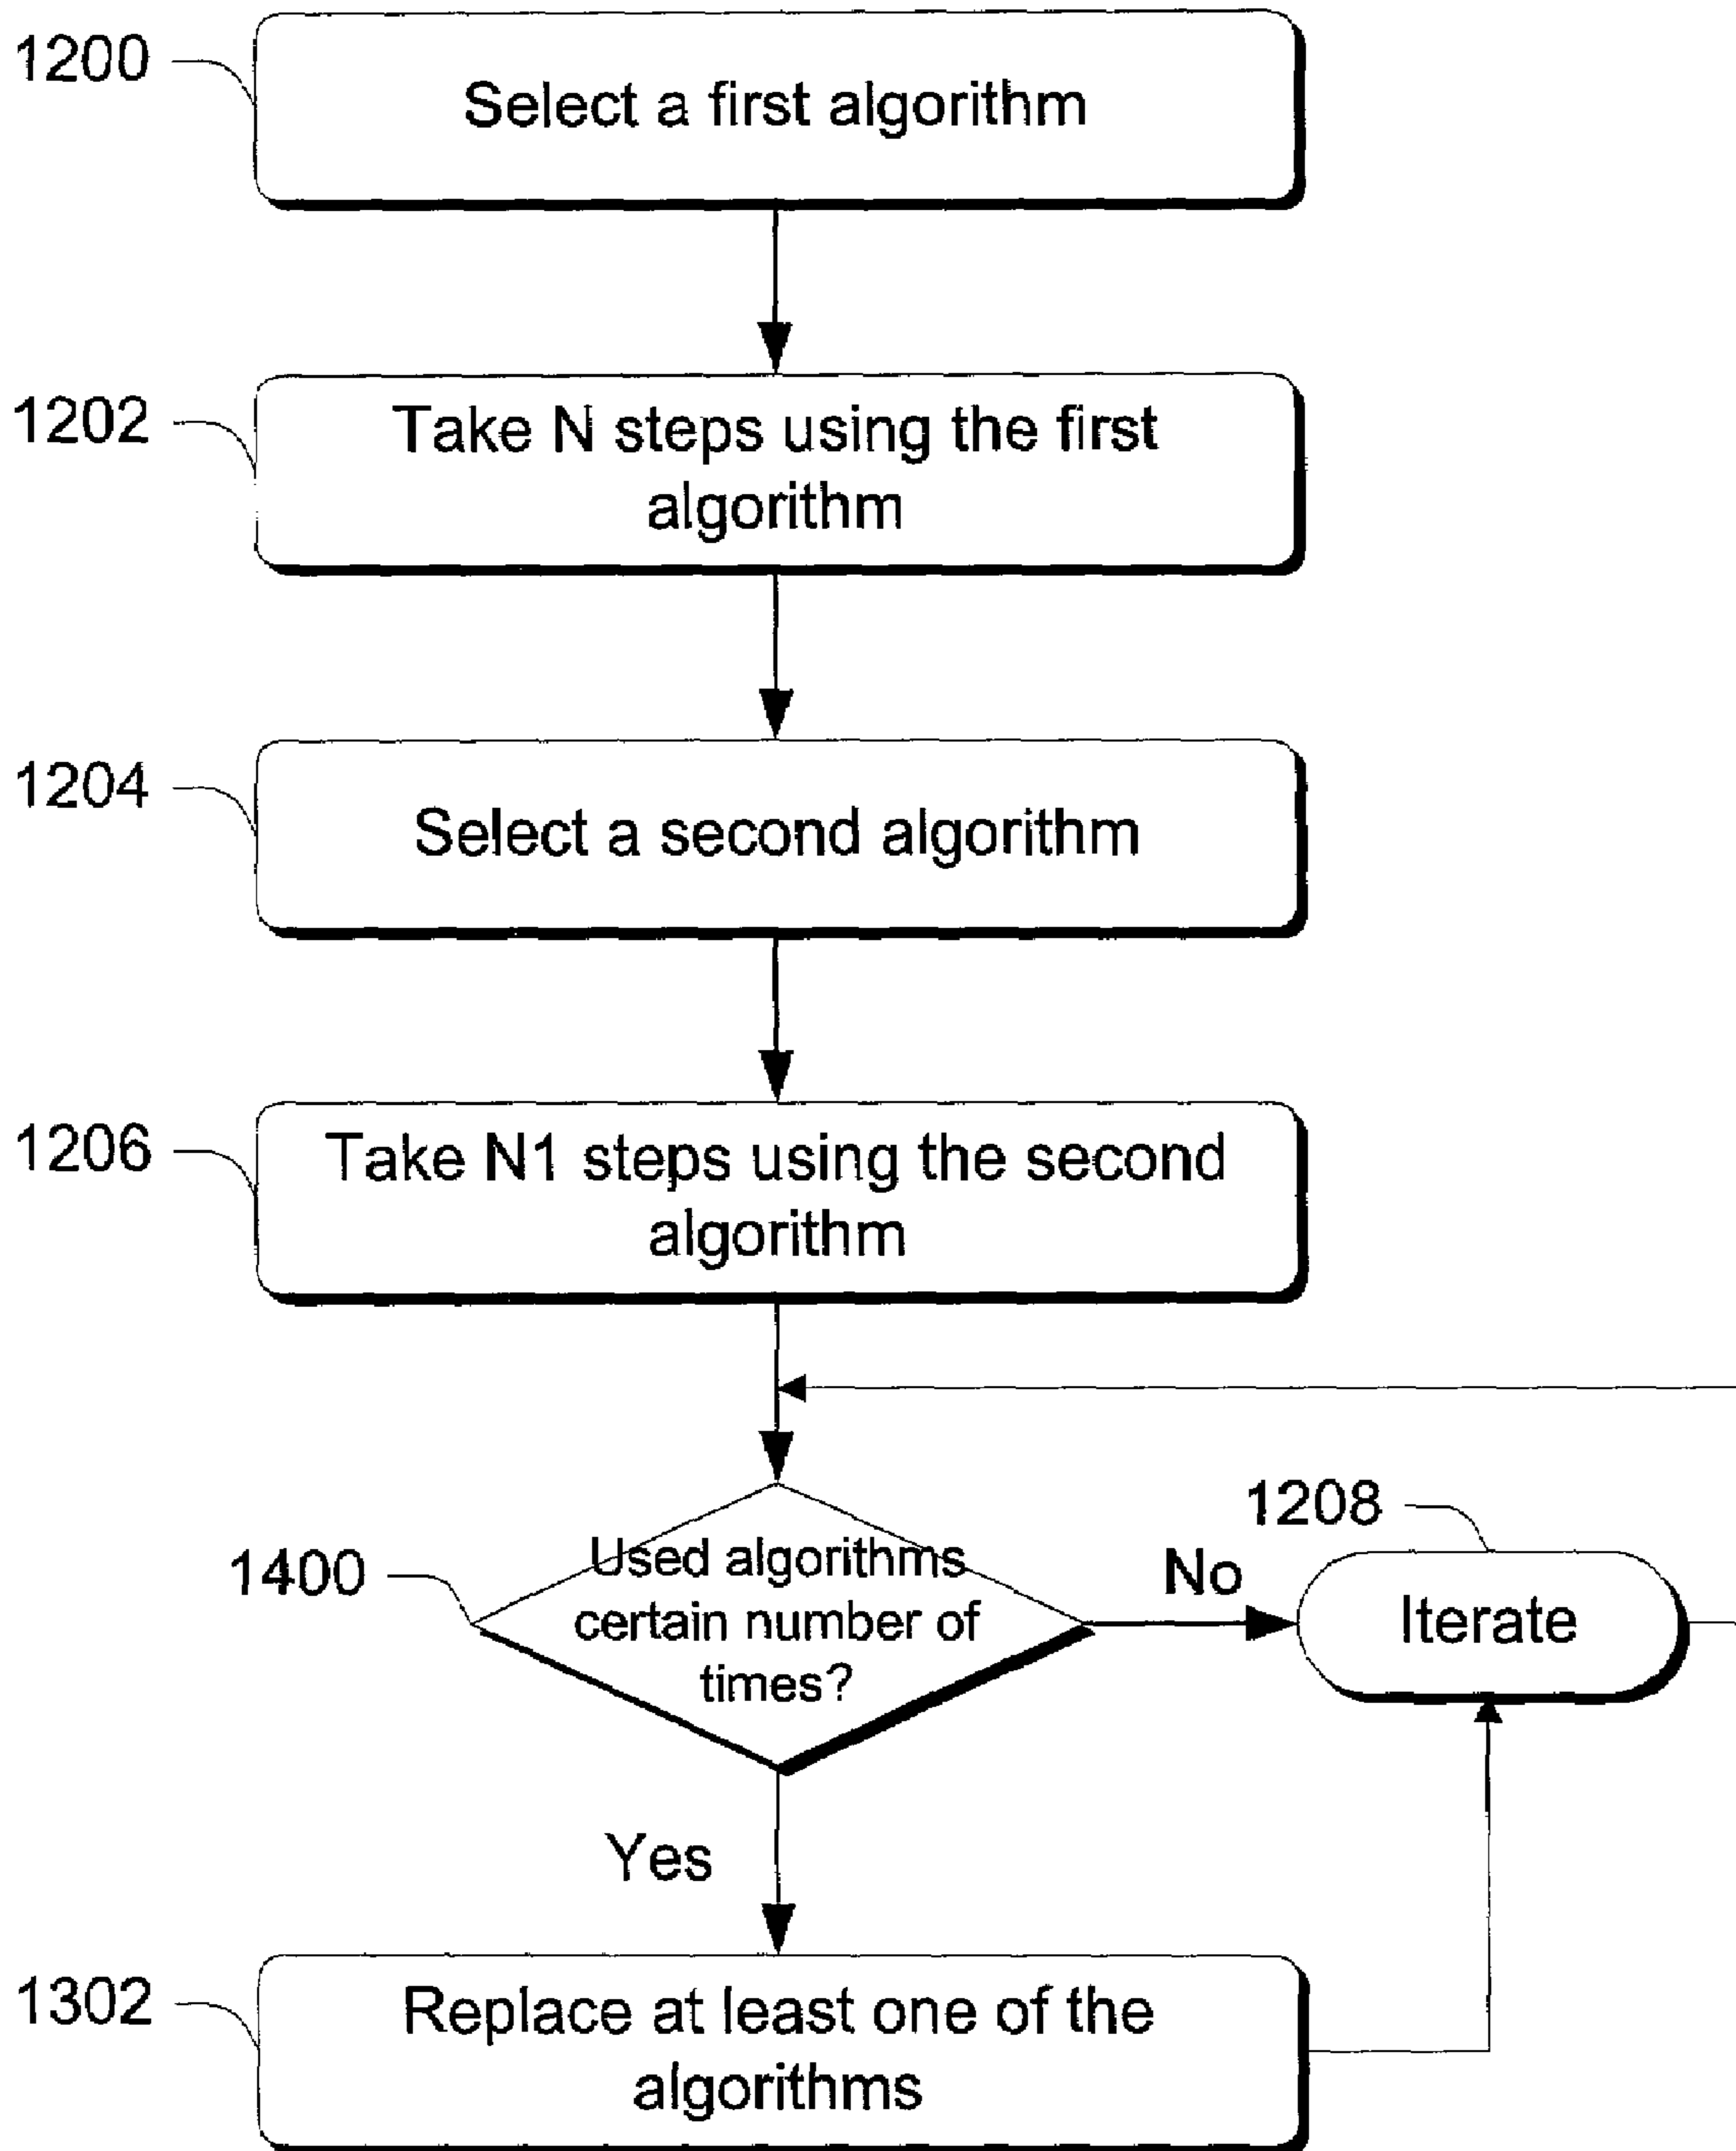 1200
Select a first algorithm
1202
Take N steps using the first
algorithm
1204
Select a second algorithm
1206
Take N1 steps using the second
algorithm
1400
Used algorithms
certain number of
times?
No
1208
Iterate
Yes
1302
Replace at least one of the
algorithms